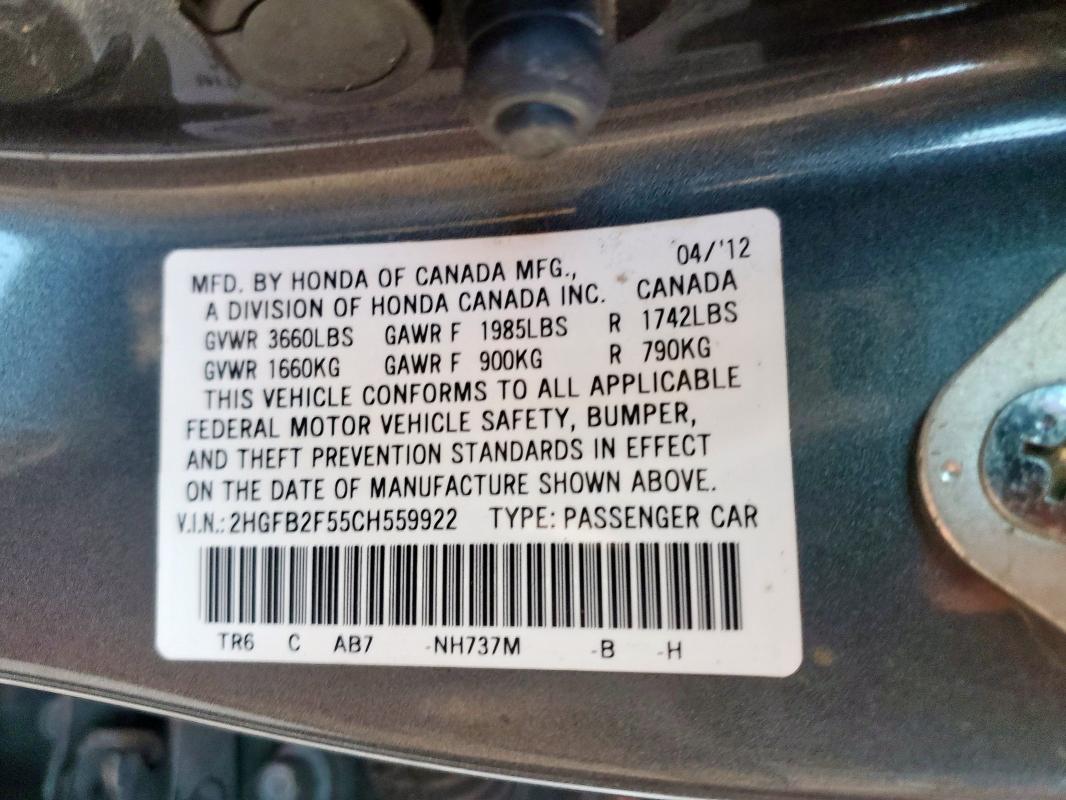 04/'12
MFD. BY HONDA OF CANADA MFG.,
A DIVISION OF HONDA CANADA INC. CANADA
GVWR 3660LBS GAWR F 1985LBS R 1742LBS
GVWR 1660KG GAWR F 900KG R 790KG
THIS VEHICLE CONFORMS TO ALL APPLICABLE
FEDERAL MOTOR VEHICLE SAFETY, BUMPER,
AND THEFT PREVENTION STANDARDS IN EFFECT
ON THE DATE OF MANUFACTURE SHOWN ABOVE.
V.I.N.: 2HGFB2F55CH559922 TYPE: PASSENGER CAR
TR6 C AB7 -NH737M -B -H